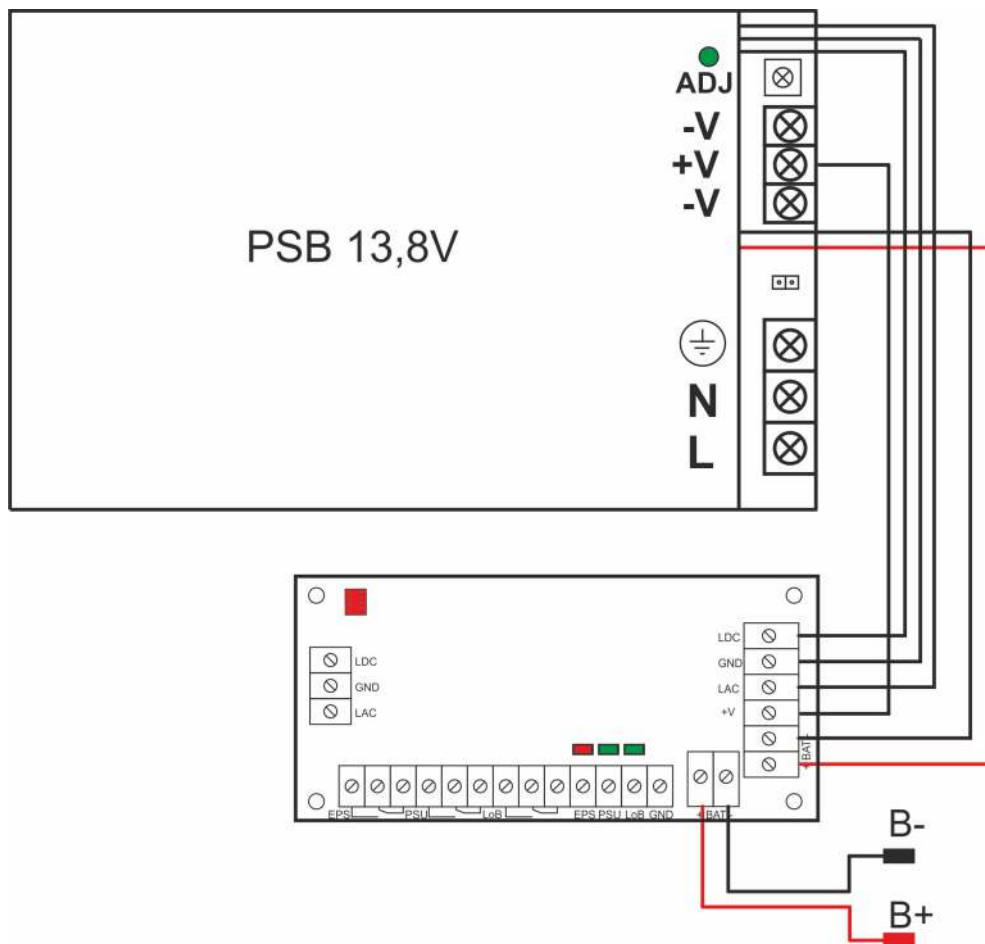 ADJ
-V
+V
-V
PSB 13,8V
N
L
LDC
GND
LAC
+V
+ BAT -
LDC
GND
LAC
EPS PSU LoB EPS PSU LoB GND + BAT -
B-
B+